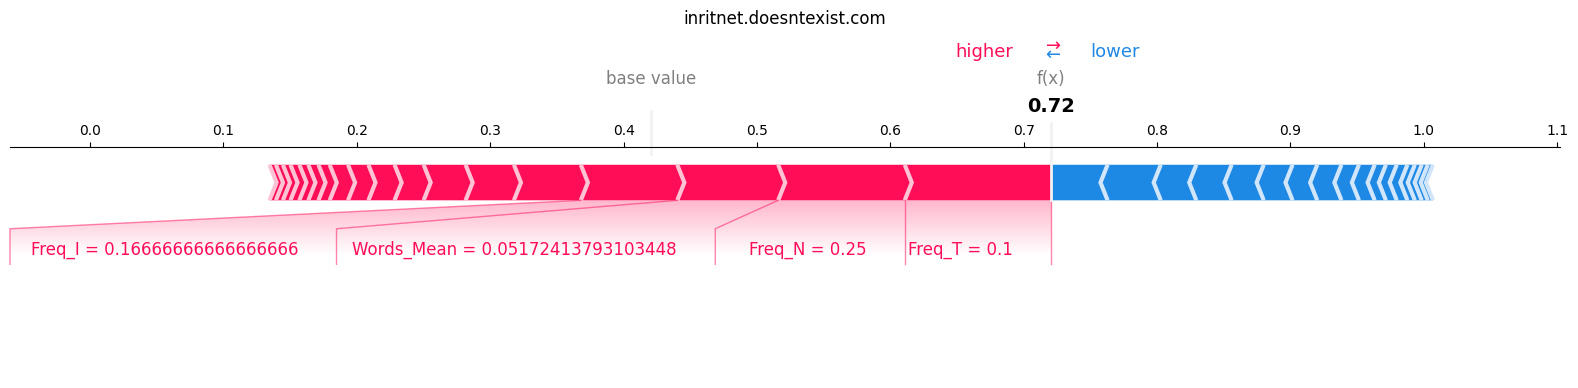 inritnet.doesntexist.com
higher → ← lower
base value f(x)
0.72
0.0 0.1 0.2 0.3 0.4 0.5 0.6 0.7 0.8 0.9 1.0 1.1
Freq_I = 0.16666666666666666 Words_Mean = 0.05172413793103448 Freq_N = 0.25 Freq_T = 0.1